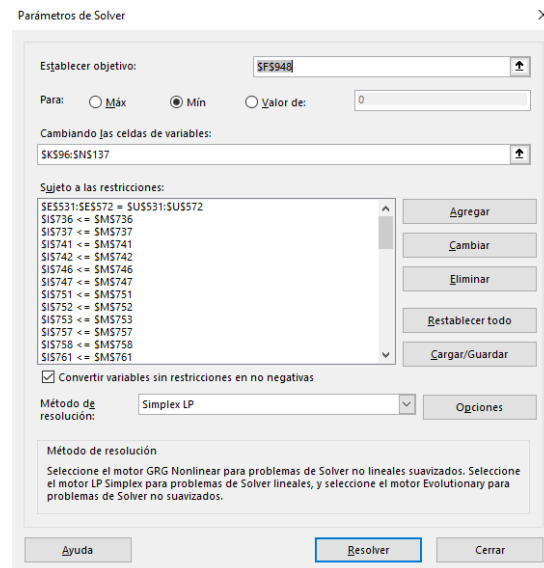 Parámetros de Solver
Establecer objetivo: $F$948
Para: Máx Mín Valor de: 0
Cambiando las celdas de variables:
$K$96:$N$137
Sujeto a las restricciones:
$E$531:$E$572 = $U$531:$U$572
$I$736 <= $M$736
$I$737 <= $M$737
$I$741 <= $M$741
$I$742 <= $M$742
$I$746 <= $M$746
$I$747 <= $M$747
$I$751 <= $M$751
$I$752 <= $M$752
$I$753 <= $M$753
$I$757 <= $M$757
$I$758 <= $M$758
$I$761 <= $M$761
Agregar
Cambiar
Eliminar
Restablecer todo
Cargar/Guardar
Convertir variables sin restricciones en no negativas
Método de resolución: Simplex LP Opciones
Método de resolución
Seleccione el motor GRG Nonlinear para problemas de Solver no lineales suavizados. Seleccione
el motor LP Simplex para problemas de Solver lineales, y seleccione el motor Evolutionary para
problemas de Solver no suavizados.
Ayuda Resolver Cerrar